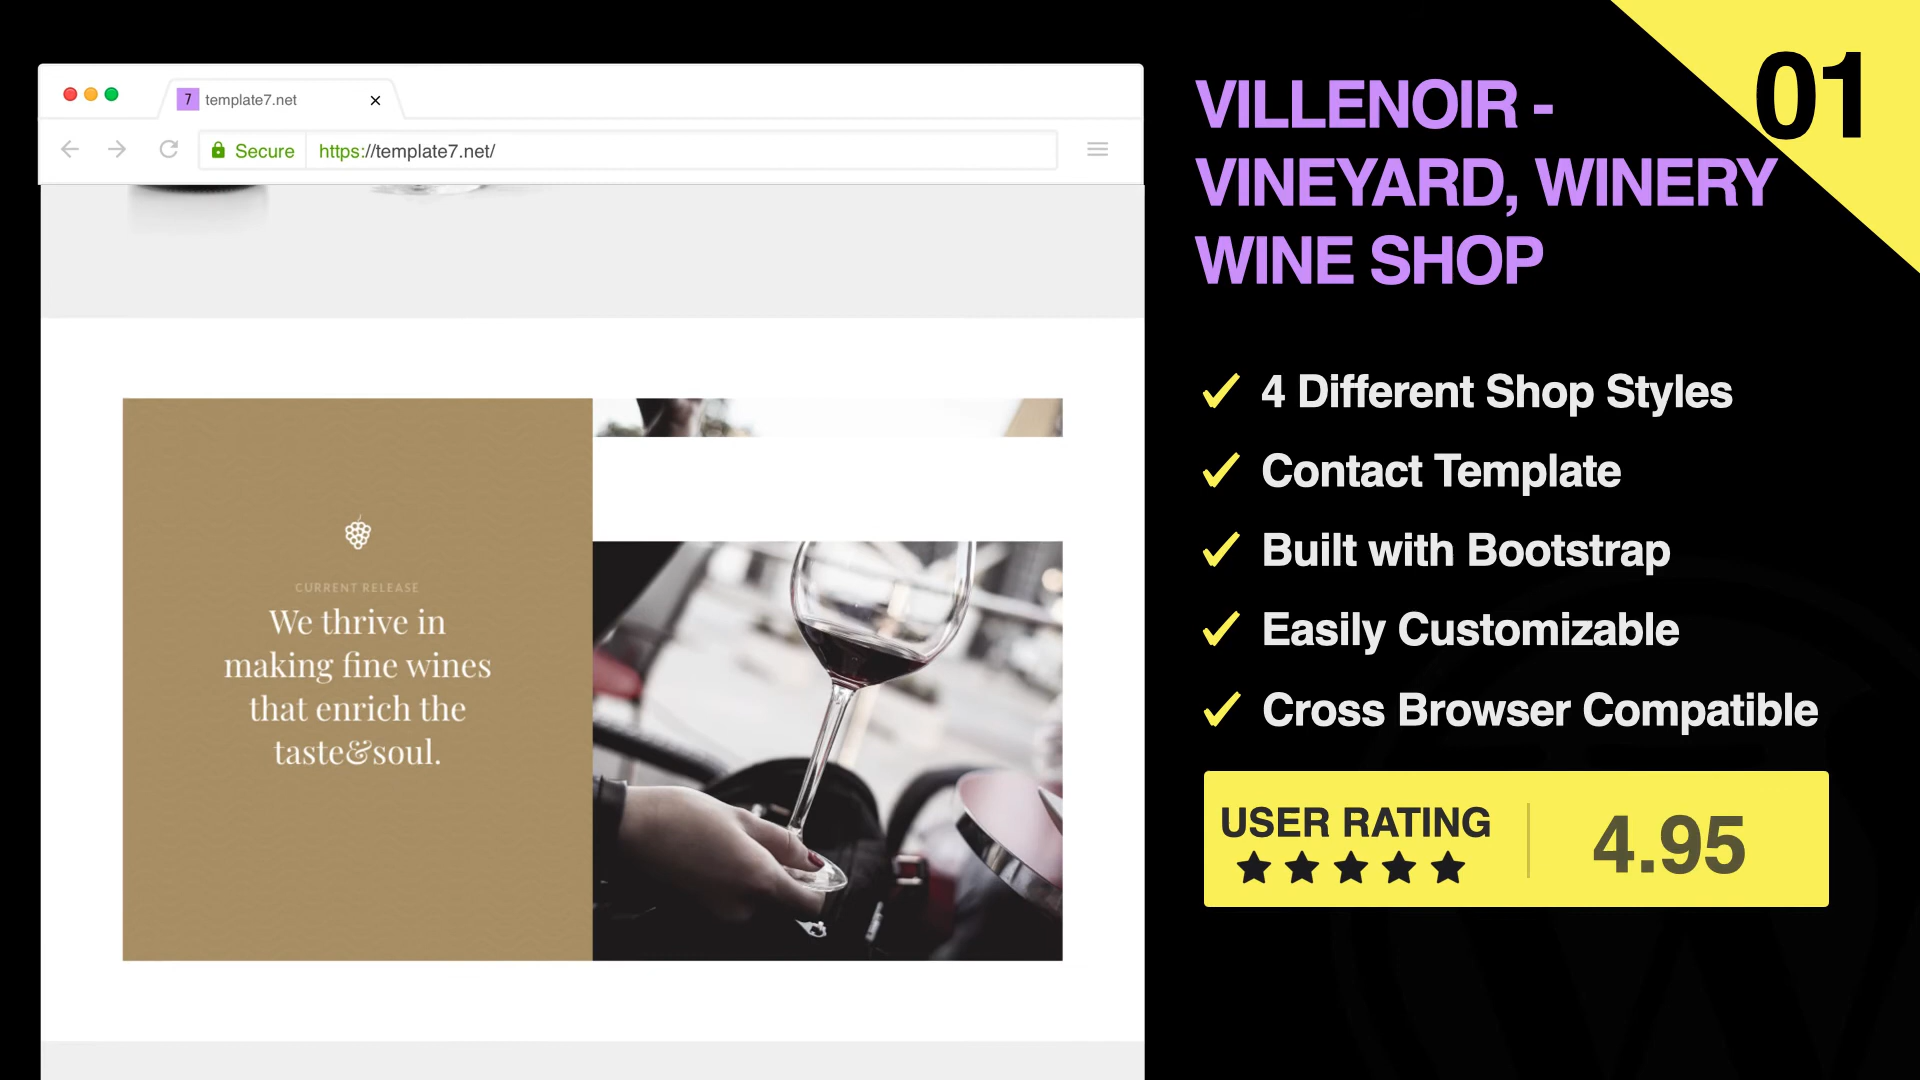 7 template7.net
Secure https://template7.net/
CURRENT RELEASE
We thrive in
making fine wines
that enrich the
taste&soul.
01
VILLENOIR -
VINEYARD, WINERY
WINE SHOP
4 Different Shop Styles
Contact Template
Built with Bootstrap
Easily Customizable
Cross Browser Compatible
USER RATING
4.95